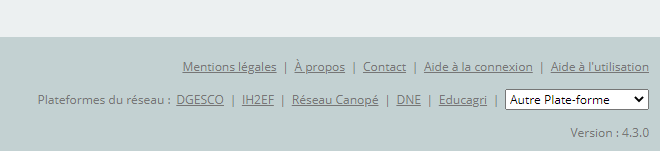 Mentions légales | À propos | Contact | Aide à la connexion | Aide à l'utilisation
Plateformes du réseau : DGESCO | IH2EF | Réseau Canopé | DNE | Educagri | Autre Plate-forme
Version : 4.3.0